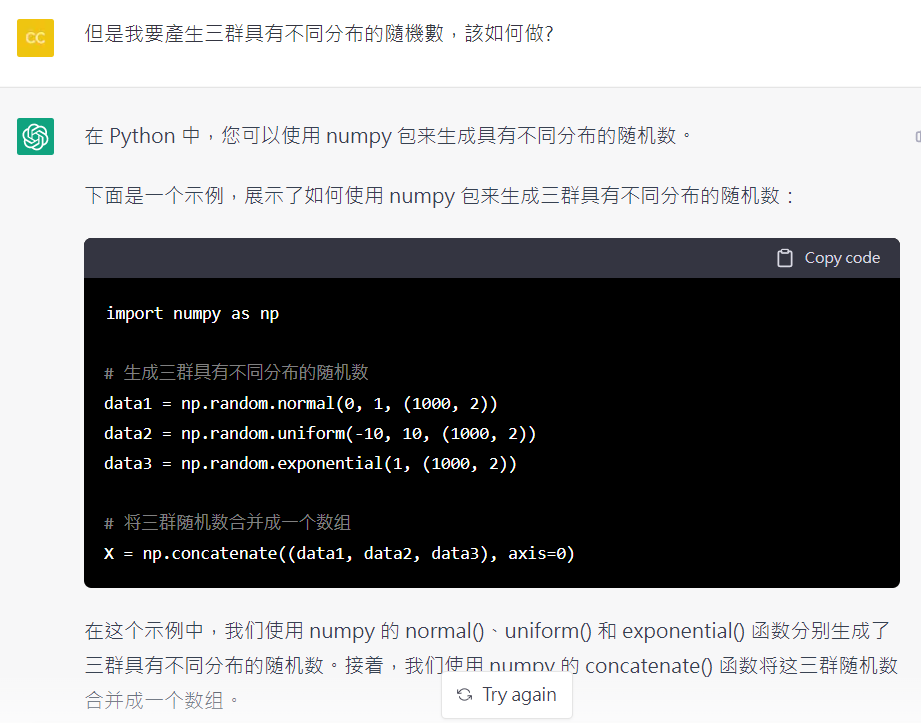 CC
但是我要產生三群具有不同分布的隨機數，該如何做?
在 Python 中，您可以使用 numpy 包来生成具有不同分布的随机数。
下面是一个示例，展示了如何使用 numpy 包来生成三群具有不同分布的随机数：
Copy code
import numpy as np
# 生成三群具有不同分布的随机数
data1 = np.random.normal(0, 1, (1000, 2))
data2 = np.random.uniform(-10, 10, (1000, 2))
data3 = np.random.exponential(1, (1000, 2))
# 将三群随机数合并成一个数组
X = np.concatenate((data1, data2, data3), axis=0)
在这个示例中，我们使用 numpy 的 normal()、uniform() 和 exponential() 函数分别生成了
三群具有不同分布的随机数。接着，我们使用 numpy 的 concatenate() 函数将这三群随机数
合并成一个数组。
Try again